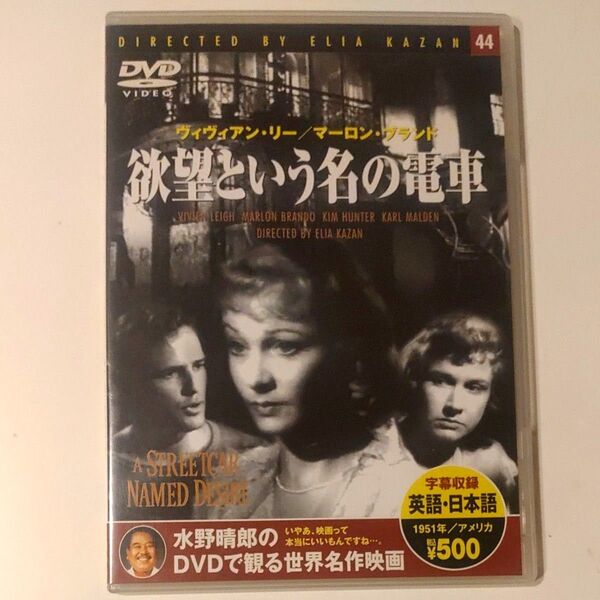 DIRECTED BY ELIA KAZAN 44
DVD
VIDEO
ヴィヴィアン・リー／マーロン・ブランド
欲望という名の電車
VIVIEN LEIGH MARLON BRANDO KIM HUNTER KARL MALDEN
DIRECTED BY ELIA KAZAN
A STREETCAR
NAMED DESIRE
字幕収録
英語・日本語
1951年／アメリカ
税込¥500
水野晴郎の
いやあ、映画って
本当にいいもんですね…。
DVDで観る世界名作映画